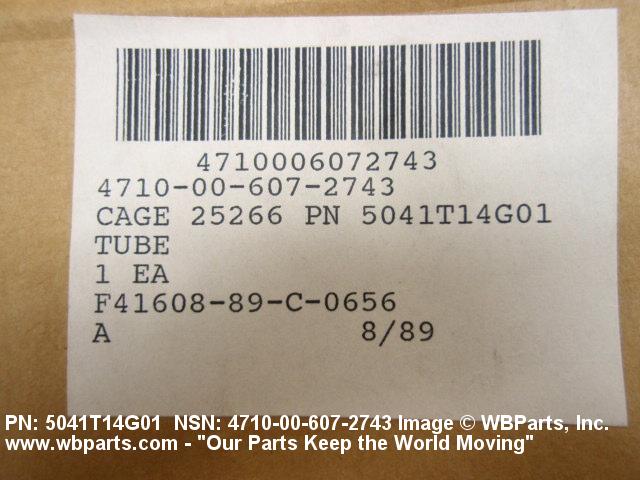 4710006072743
4710-00-607-2743
CAGE 25266 PN 5041T14G01
TUBE
1 EA
F41608-89-C-0656
A 8/89
PN: 5041T14G01 NSN: 4710-00-607-2743 Image © WBParts, Inc.
www.wbparts.com - "Our Parts Keep the World Moving"